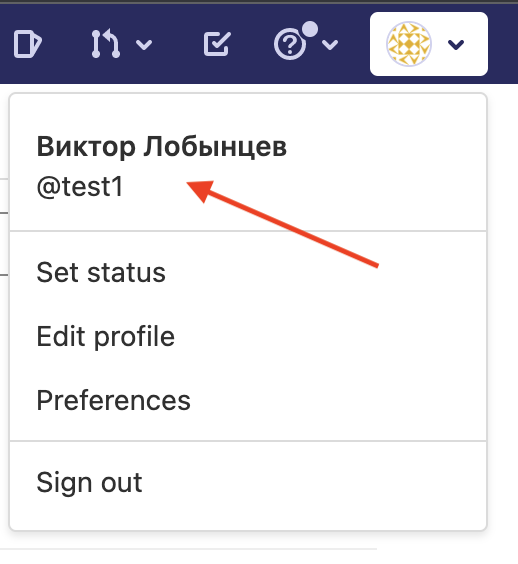 Виктор Лобынцев
@test1
Set status
Edit profile
Preferences
Sign out